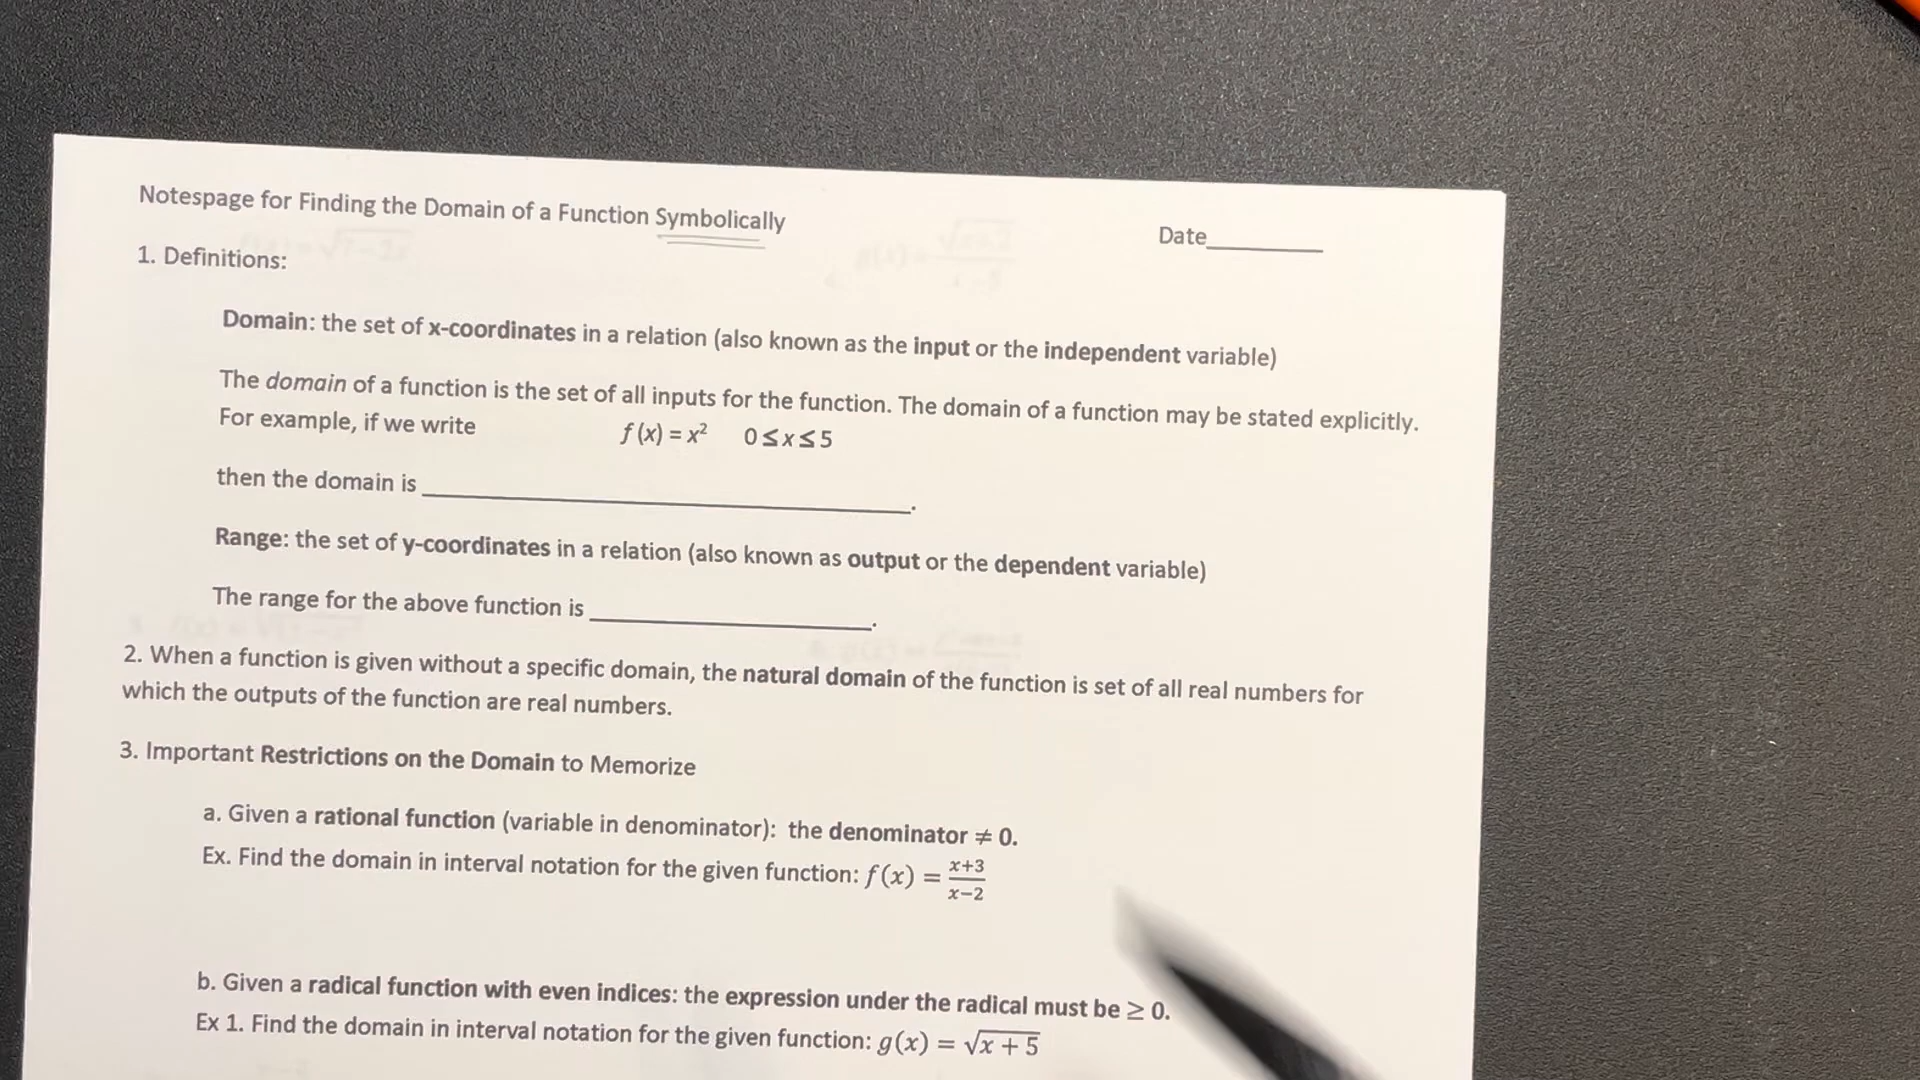 Notespage for Finding the Domain of a Function Symbolically
Date__________
1. Definitions:
Domain: the set of x-coordinates in a relation (also known as the input or the independent variable)
The domain of a function is the set of all inputs for the function. The domain of a function may be stated explicitly.
For example, if we write f (x) = x² 0≤x≤5
then the domain is ________________________________________.
Range: the set of y-coordinates in a relation (also known as output or the dependent variable)
The range for the above function is _______________________.
2. When a function is given without a specific domain, the natural domain of the function is set of all real numbers for
which the outputs of the function are real numbers.
3. Important Restrictions on the Domain to Memorize
a. Given a rational function (variable in denominator): the denominator ≠ 0.
Ex. Find the domain in interval notation for the given function: f(x) = (x+3)/(x−2)
b. Given a radical function with even indices: the expression under the radical must be ≥ 0.
Ex 1. Find the domain in interval notation for the given function: g(x) = √(x + 5)